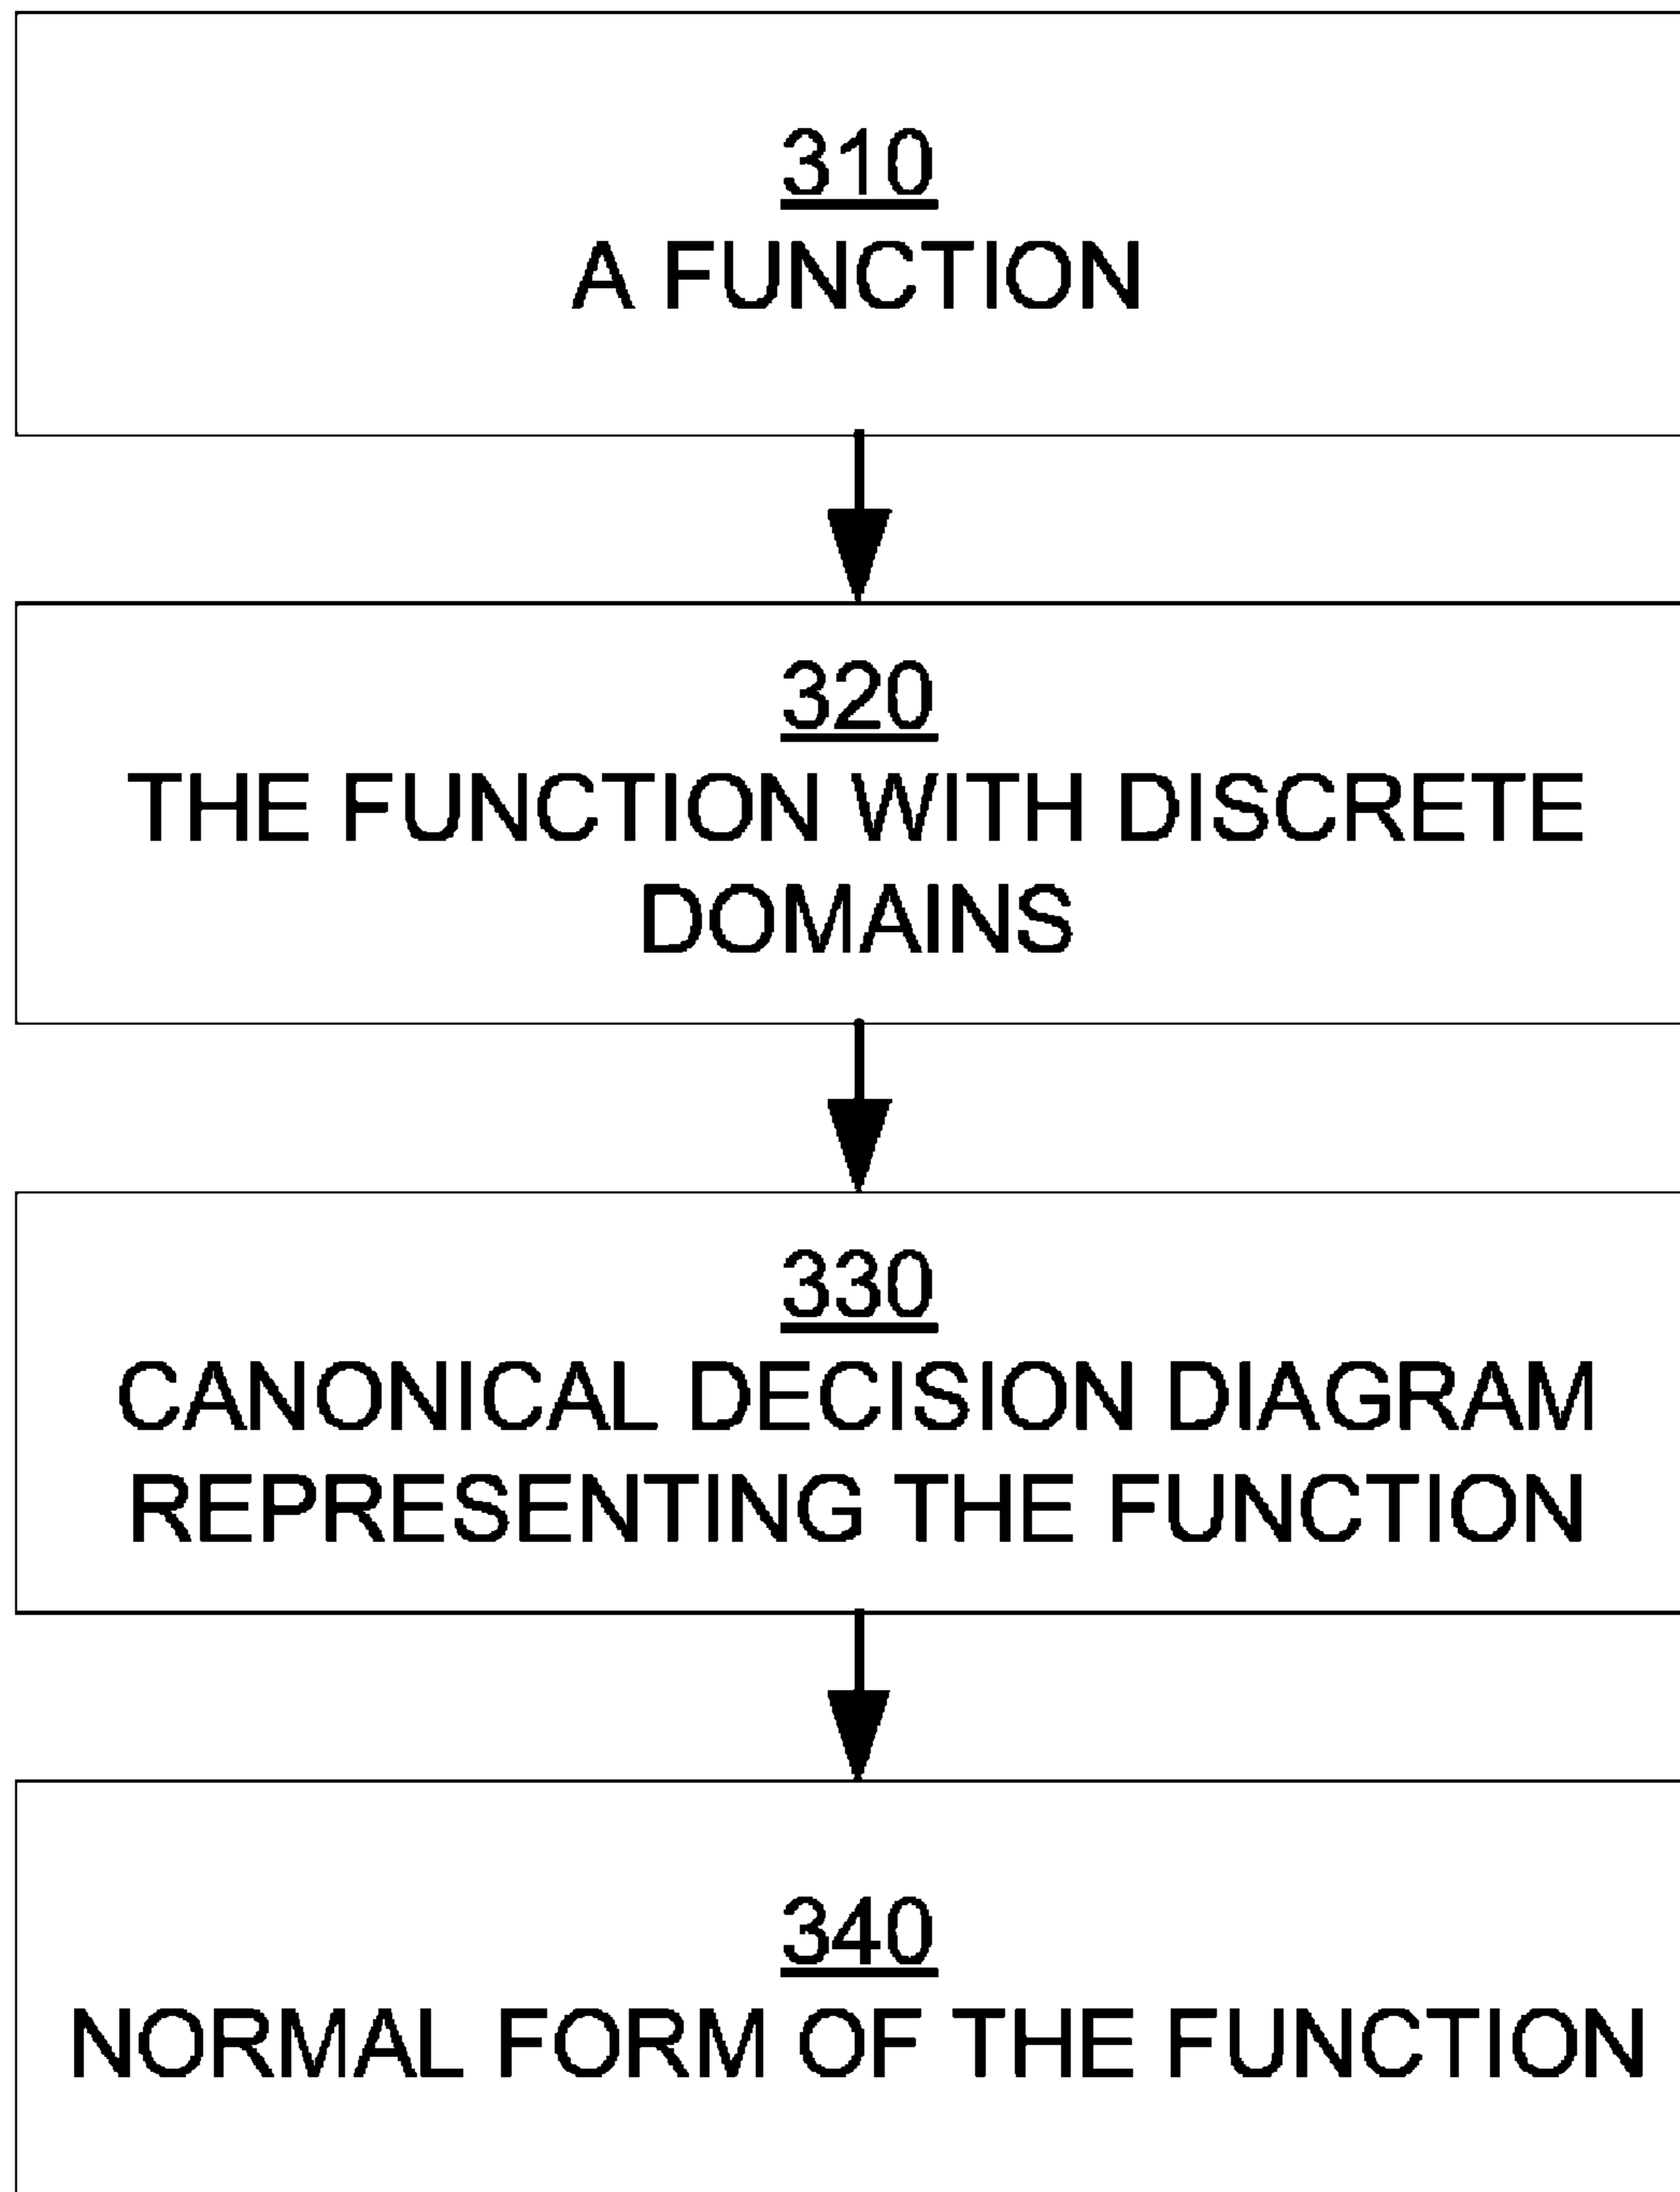 310
A FUNCTION
320
THE FUNCTION WITH DISCRETE
DOMAINS
330
CANONICAL DECISION DIAGRAM
REPRESENTING THE FUNCTION
340
NORMAL FORM OF THE FUNCTION